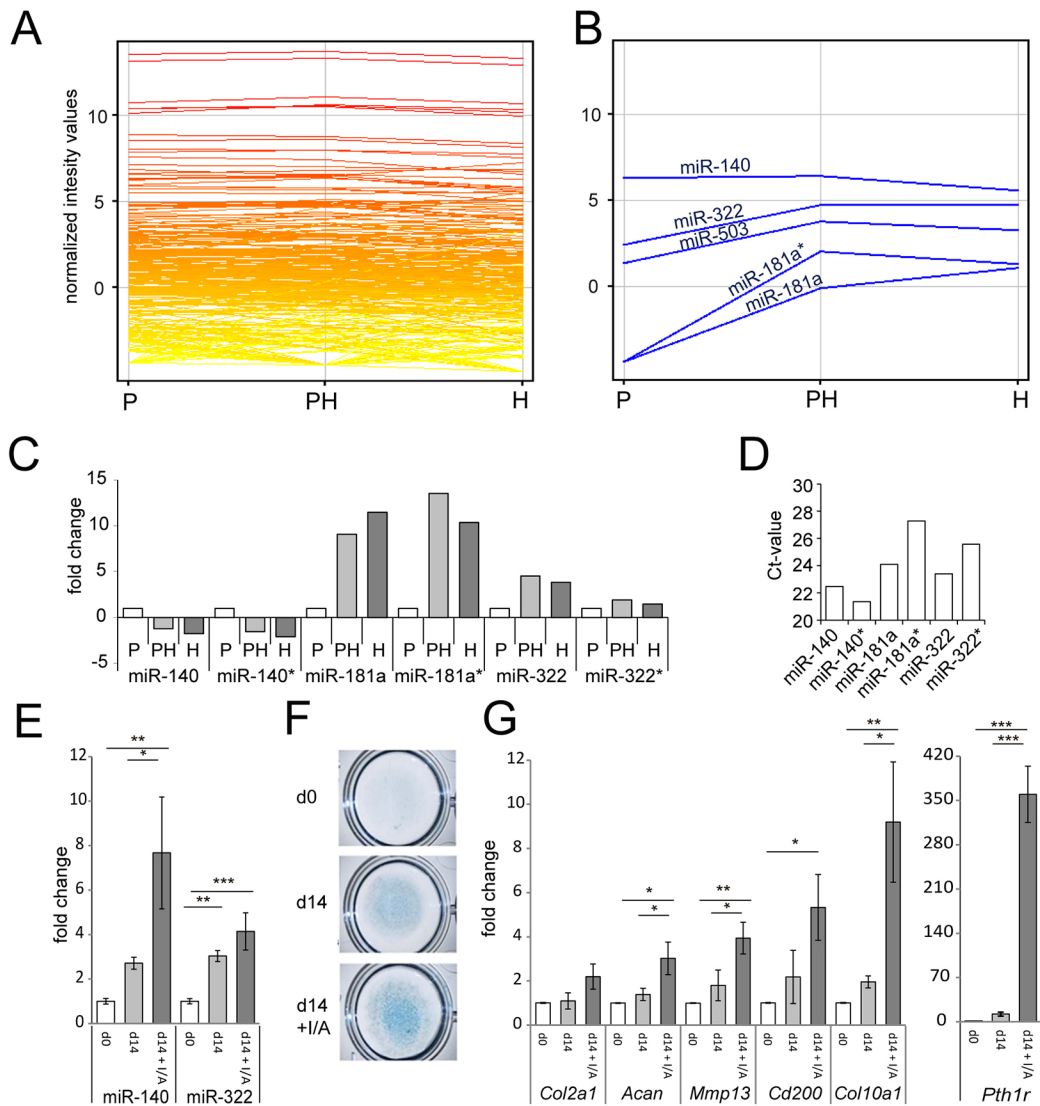 A
B
normalized intesity values
10
5
0
P PH H
10
5
0
miR-140
miR-322
miR-503
miR-181a*
miR-181a
P PH H
C
fold change
15
10
5
0
-5
P PH H P PH H P PH H P PH H P PH H P PH H
miR-140 miR-140* miR-181a miR-181a* miR-322 miR-322*
D
Ct-value
30
28
26
24
22
20
miR-140 miR-140* miR-181a miR-181a* miR-322 miR-322*
E
fold change
12
10
8
6
4
2
0
**
*
***
**
d0 d14 d14 + I/A d0 d14 d14 + I/A
miR-140 miR-322
F
d0
d14
d14
+I/A
G
fold change
12
10
8
6
4
2
0
*
*
**
*
*
**
*
d0 d14 d14 + I/A d0 d14 d14 + I/A d0 d14 d14 + I/A d0 d14 d14 + I/A d0 d14 d14 + I/A
Col2a1 Acan Mmp13 Cd200 Col10a1
420
350
280
210
140
70
0
***
***
d0 d14 d14 + I/A
Pth1r